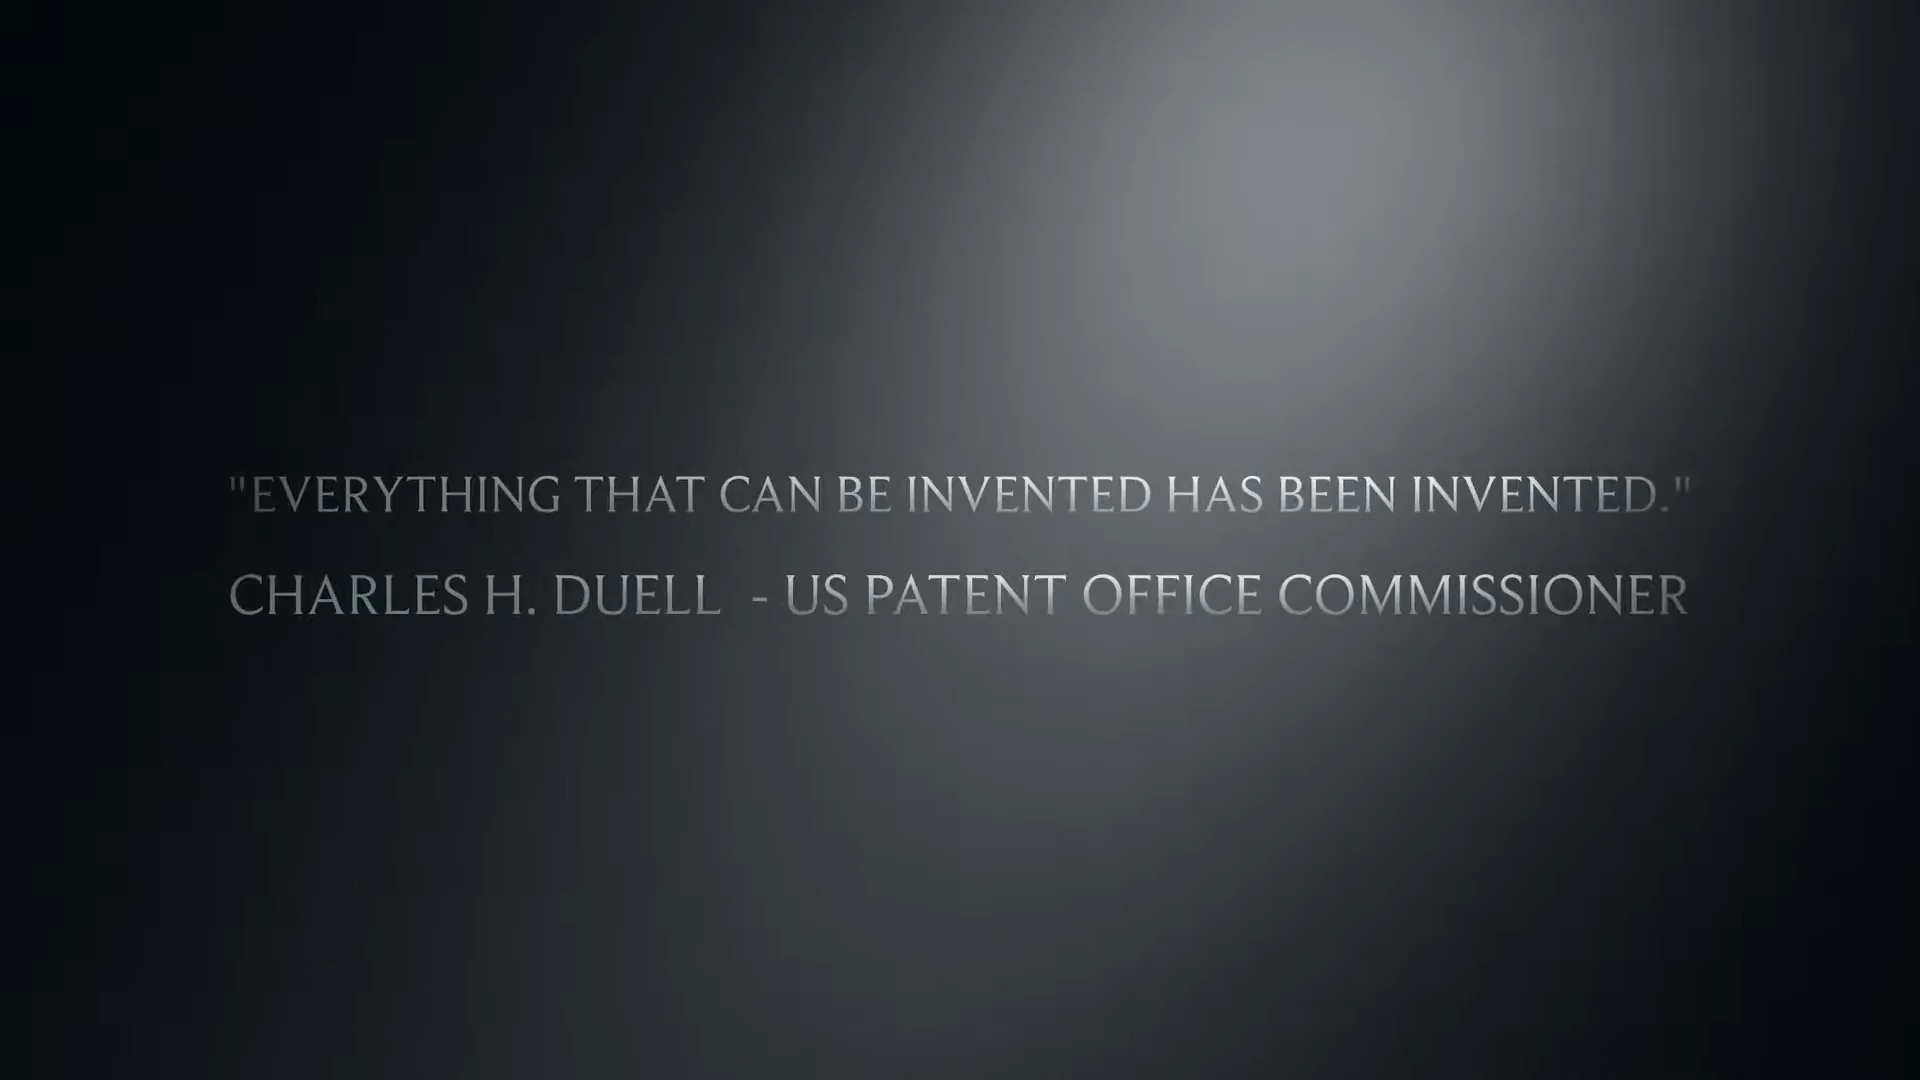 "EVERYTHING THAT CAN BE INVENTED HAS BEEN INVENTED."
CHARLES H. DUELL - US PATENT OFFICE COMMISSIONER